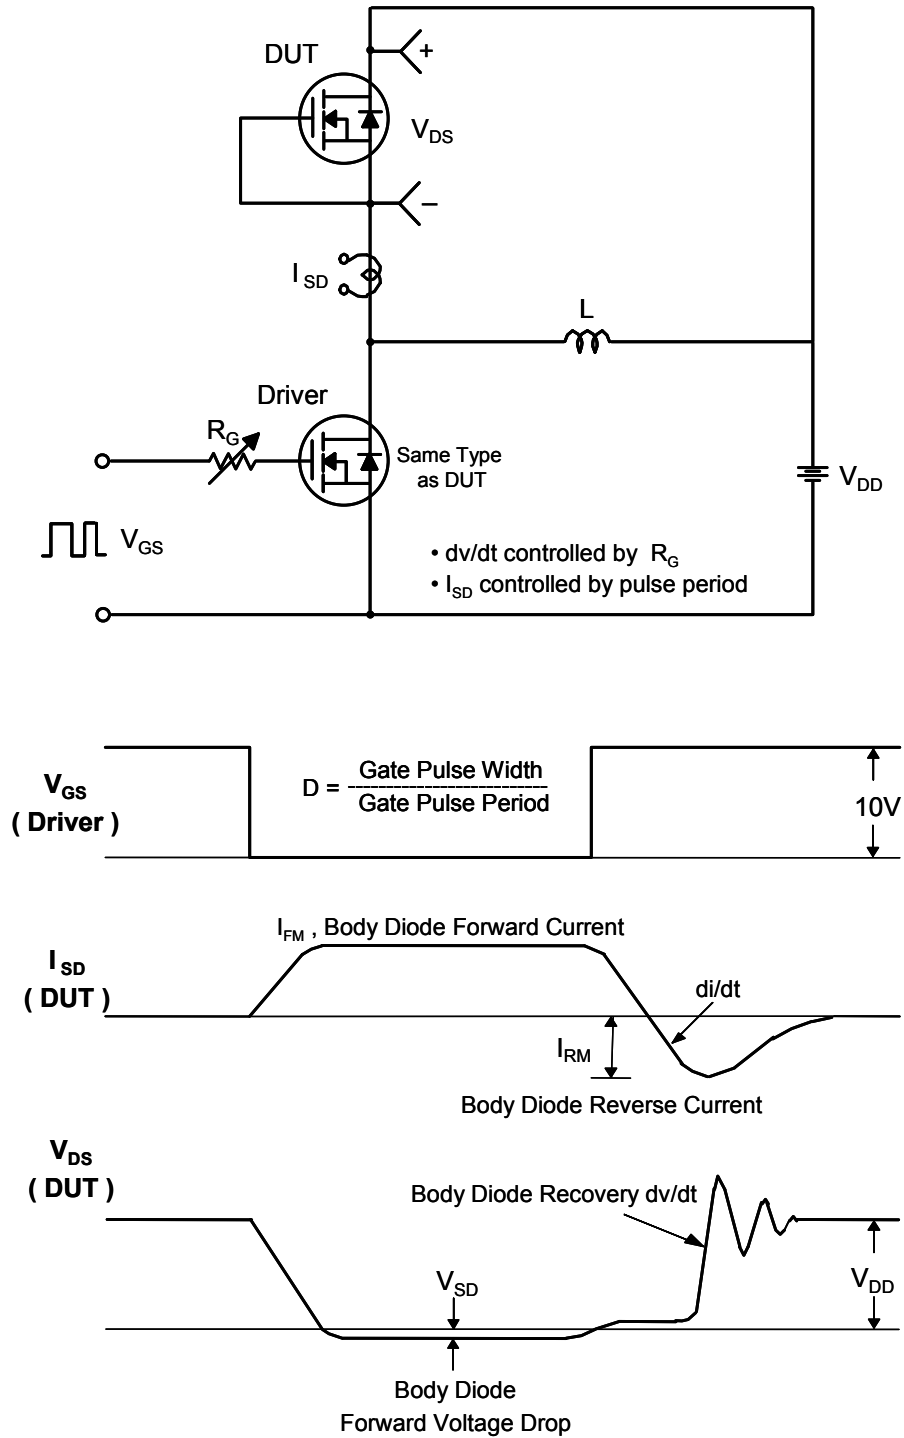 DUT
+
V_DS
−
I_SD
L
Driver
R_G
Same Type
as DUT
V_DD
V_GS
• dv/dt controlled by R_G
• I_SD controlled by pulse period
V_GS
( Driver )
D = Gate Pulse Width
Gate Pulse Period
10V
I_FM , Body Diode Forward Current
I_SD
( DUT )
di/dt
I_RM
Body Diode Reverse Current
V_DS
( DUT )
Body Diode Recovery dv/dt
V_SD
V_DD
Body Diode
Forward Voltage Drop